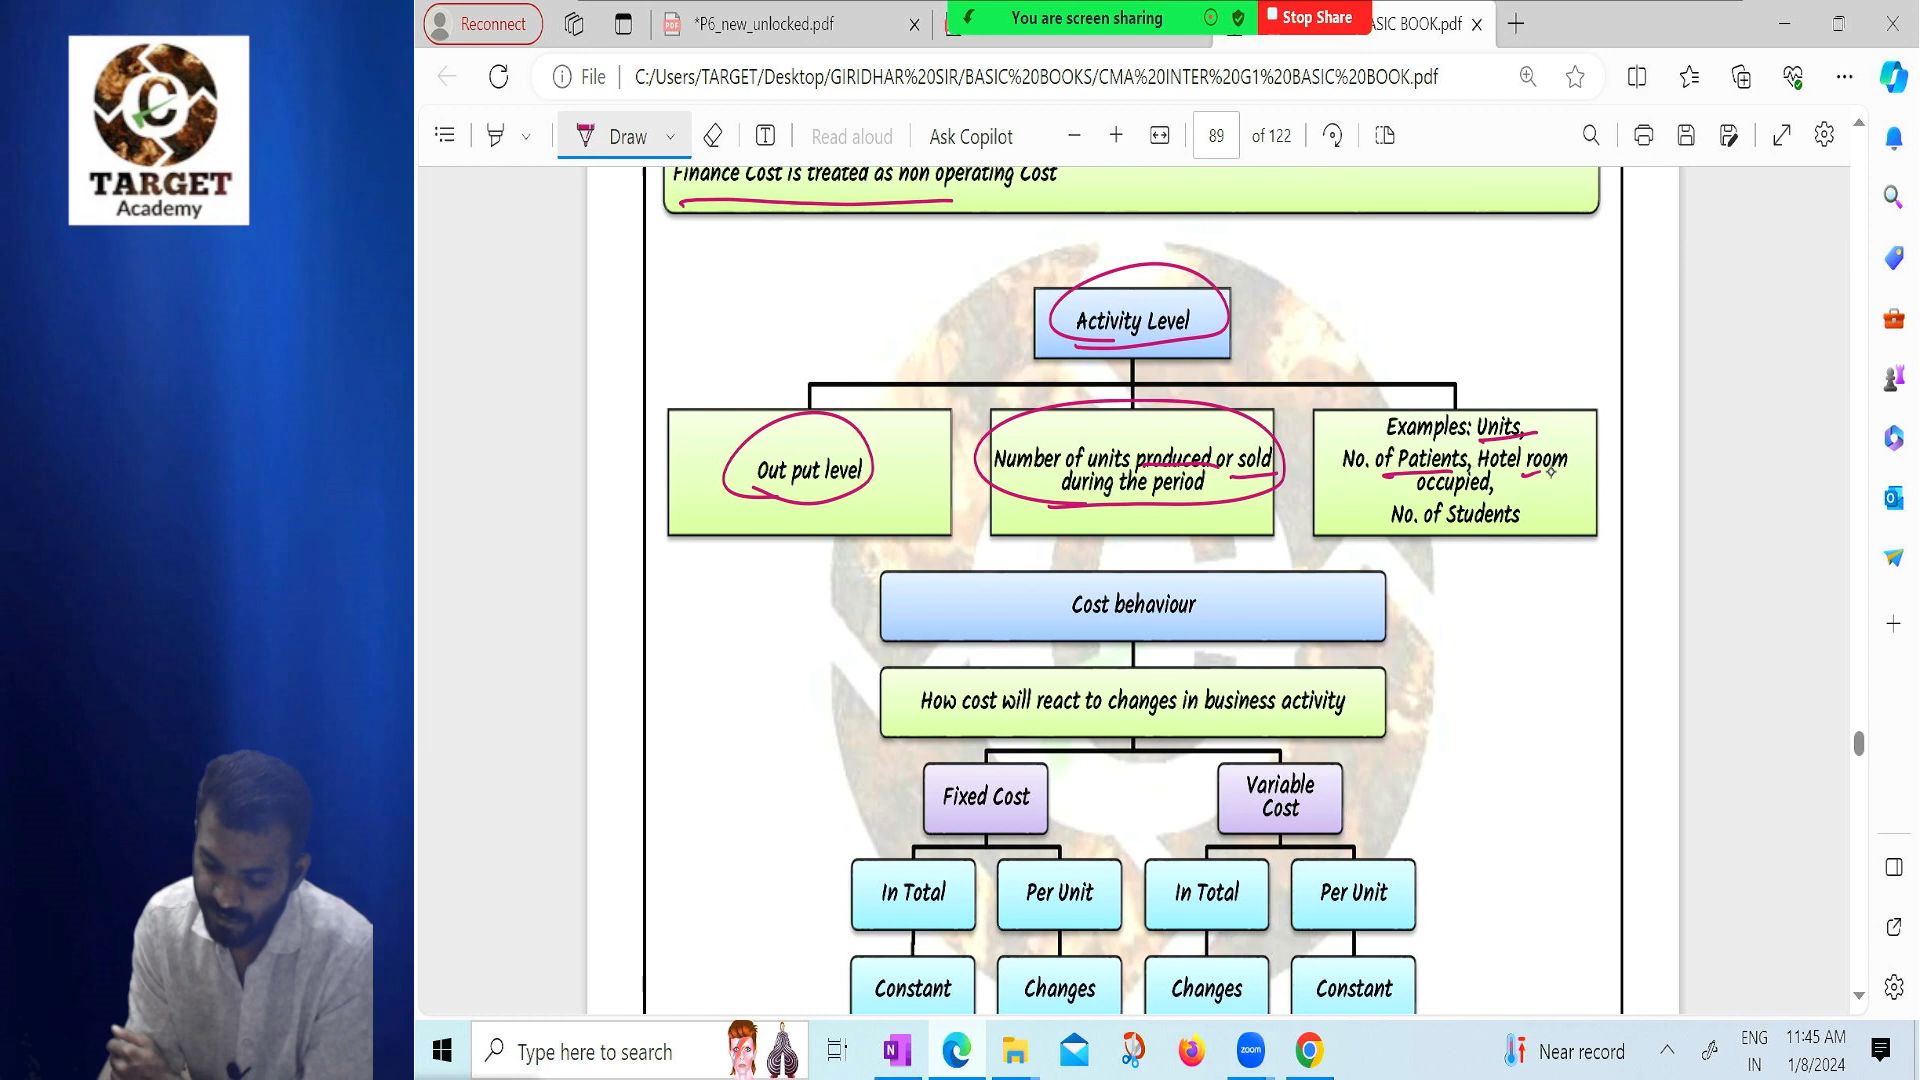 TARGET
Academy
Reconnect
*P6_new_unlocked.pdf
You are screen sharing
Stop Share
ASIC BOOK.pdf
File
C:/Users/TARGET/Desktop/GIRIDHAR%20SIR/BASIC%20BOOKS/CMA%20INTER%20G1%20BASIC%20BOOK.pdf
Draw
Read aloud
Ask Copilot
89
of 122
Finance Cost is treated as non operating Cost
Activity Level
Out put level
Number of units produced or sold
during the period
Examples: Units,
No. of Patients, Hotel room
occupied,
No. of Students
Cost behaviour
How cost will react to changes in business activity
Fixed Cost
Variable
Cost
In Total
Per Unit
In Total
Per Unit
Constant
Changes
Changes
Constant
Type here to search
zoom
Near record
ENG
IN
11:45 AM
1/8/2024